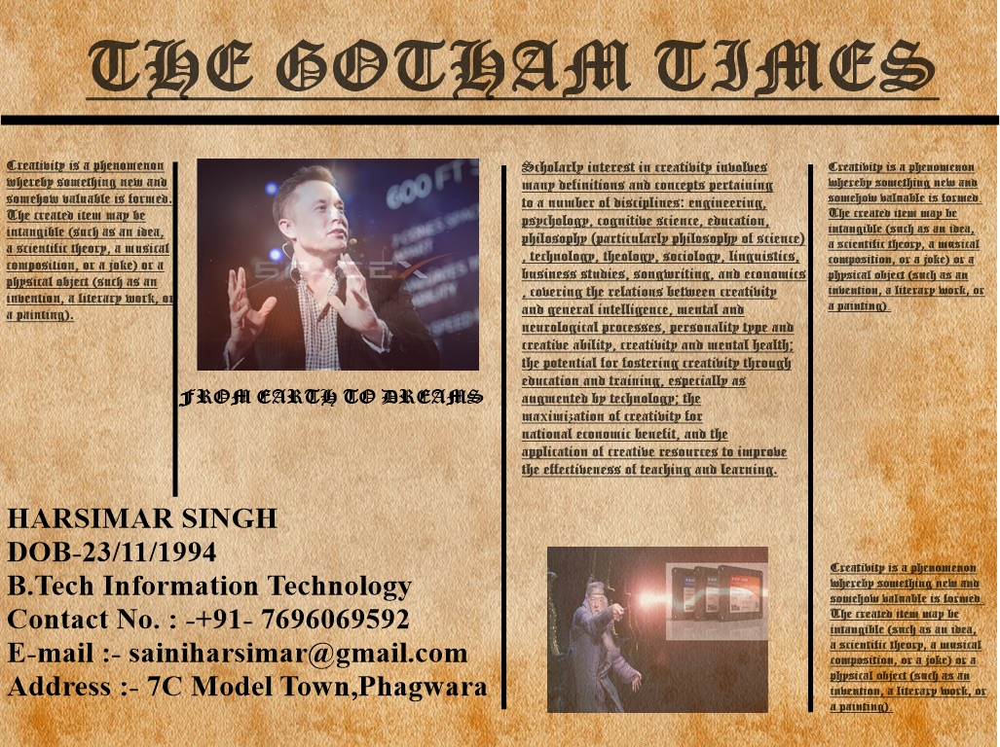 THE GOTHAM TIMES
Creativity is a phenomenon
whereby something new and
somehow valuable is formed.
The created item may be
intangible (such as an idea,
a scientific theory, a musical
composition, or a joke) or a
physical object (such as an
invention, a literary work, or
a painting).
600 FT
SPACEX
FROM EARTH TO DREAMS
HARSIMAR SINGH
DOB-23/11/1994
B.Tech Information Technology
Contact No. : -+91- 7696069592
E-mail :- sainiharsimar@gmail.com
Address :- 7C Model Town,Phagwara
Scholarly interest in creativity involves
many definitions and concepts pertaining
to a number of disciplines: engineering,
psychology, cognitive science, education,
philosophy (particularly philosophy of science)
, technology, theology, sociology, linguistics,
business studies, songwriting, and economics
, covering the relations between creativity
and general intelligence, mental and
neurological processes, personality type and
creative ability, creativity and mental health;
the potential for fostering creativity through
education and training, especially as
augmented by technology; the
maximization of creativity for
national economic benefit, and the
application of creative resources to improve
the effectiveness of teaching and learning.
Creativity is a phenomenon
whereby something new and
somehow valuable is formed.
The created item may be
intangible (such as an idea,
a scientific theory, a musical
composition, or a joke) or a
physical object (such as an
invention, a literary work, or
a painting).
Creativity is a phenomenon
whereby something new and
somehow valuable is formed.
The created item may be
intangible (such as an idea,
a scientific theory, a musical
composition, or a joke) or a
physical object (such as an
invention, a literary work, or
a painting).